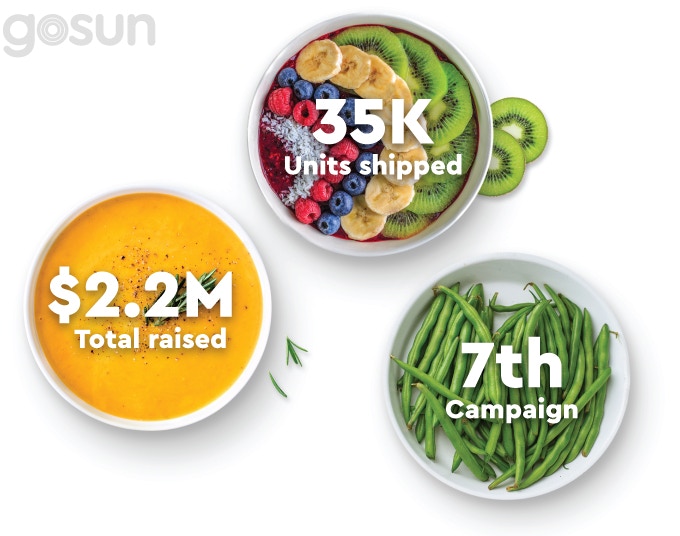 gosun
35K
Units shipped
$2.2M
Total raised
7th
Campaign